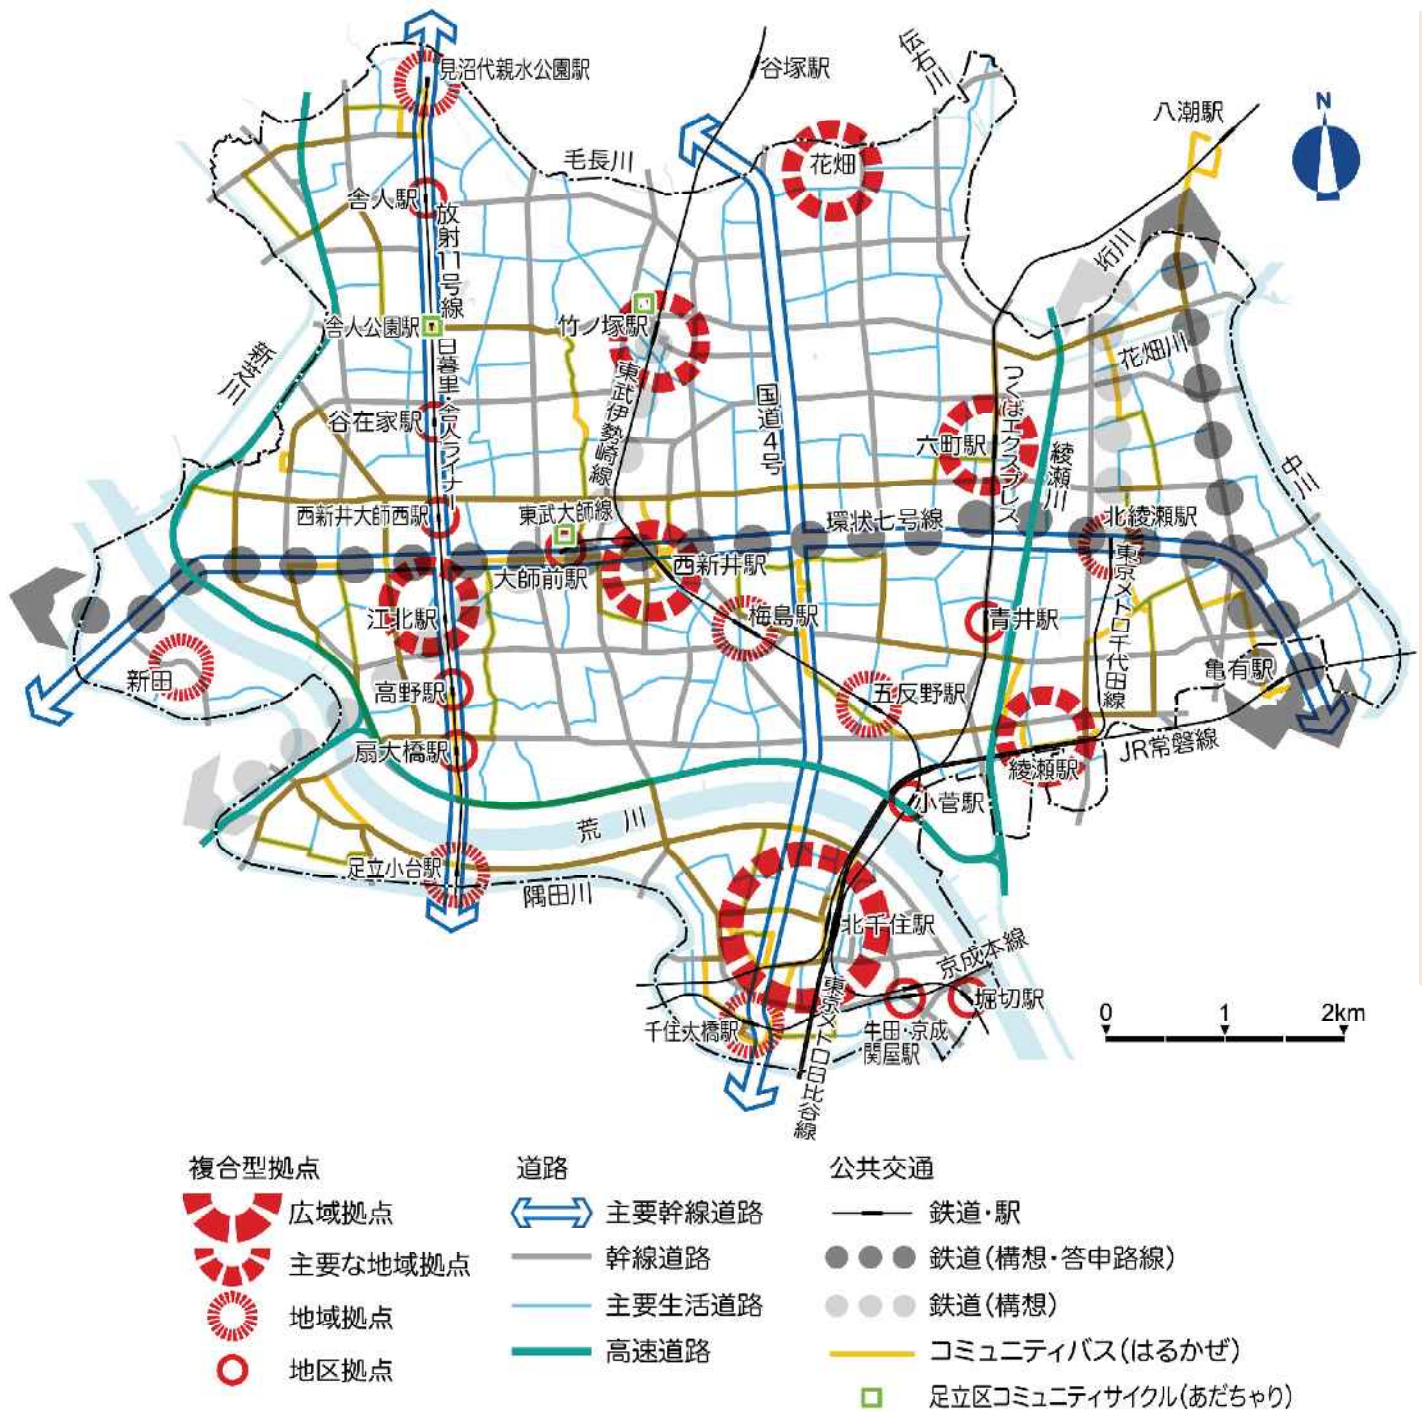 見沼代親水公園駅
谷塚駅
伝右川
N
八潮駅
毛長川
花畑
舎人駅
放射11号線
垳川
舎人公園駅
竹ノ塚駅
花畑川
新芝川
日暮里・舎人ライナー
東武伊勢崎線
国道4号
つくばエクスプレス
谷在家駅
六町駅
綾瀬川
中川
西新井大師西駅
東武大師線
環状七号線
北綾瀬駅
大師前駅
西新井駅
東京メトロ千代田線
江北駅
梅島駅
青井駅
新田
高野駅
五反野駅
亀有駅
扇大橋駅
綾瀬駅
JR常磐線
小菅駅
荒川
足立小台駅
隅田川
北千住駅
京成本線
千住大橋駅
東京メトロ日比谷線
牛田・京成
関屋駅
堀切駅
0 1 2km
複合型拠点
広域拠点
主要な地域拠点
地域拠点
地区拠点
道路
主要幹線道路
幹線道路
主要生活道路
高速道路
公共交通
鉄道・駅
鉄道(構想・答申路線)
鉄道(構想)
コミュニティバス(はるかぜ)
足立区コミュニティサイクル(あだちゃり)